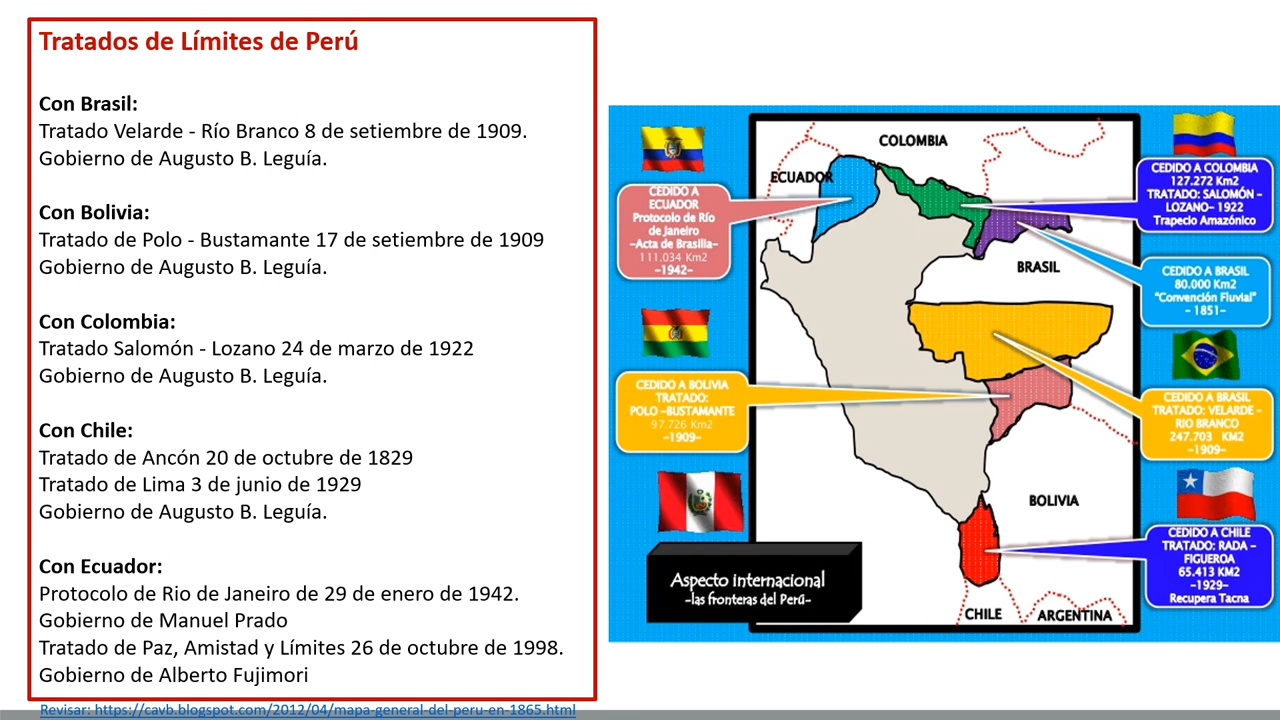 Tratados de Límites de Perú
Con Brasil:
Tratado Velarde - Río Branco 8 de setiembre de 1909.
Gobierno de Augusto B. Leguía.
Con Bolivia:
Tratado de Polo - Bustamante 17 de setiembre de 1909
Gobierno de Augusto B. Leguía.
Con Colombia:
Tratado Salomón - Lozano 24 de marzo de 1922
Gobierno de Augusto B. Leguía.
Con Chile:
Tratado de Ancón 20 de octubre de 1829
Tratado de Lima 3 de junio de 1929
Gobierno de Augusto B. Leguía.
Con Ecuador:
Protocolo de Rio de Janeiro de 29 de enero de 1942.
Gobierno de Manuel Prado
Tratado de Paz, Amistad y Límites 26 de octubre de 1998.
Gobierno de Alberto Fujimori
Revisar: https://cavb.blogspot.com/2012/04/mapa-general-del-peru-en-1865.html
COLOMBIA
ECUADOR
BRASIL
BOLIVIA
CHILE
ARGENTINA
CEDIDO A
ECUADOR
Protocolo de Río
de Janeiro
-Acta de Brasilia-
111.034 Km2
-1942-
CEDIDO A BOLIVIA
TRATADO:
POLO -BUSTAMANTE
97.726 Km2
-1909-
Aspecto internacional
-las fronteras del Perú-
CEDIDO A COLOMBIA
127.272 Km2
TRATADO: SALOMÓN -
LOZANO- 1922
Trapecio Amazónico
CEDIDO A BRASIL
80.000 Km2
"Convención Fluvial"
- 1851-
CEDIDO A BRASIL
TRATADO: VELARDE -
RIO BRANCO
247.703 KM2
-1909-
CEDIDO A CHILE
TRATADO: RADA -
FIGUEROA
65.413 KM2
-1929-
Recupera Tacna